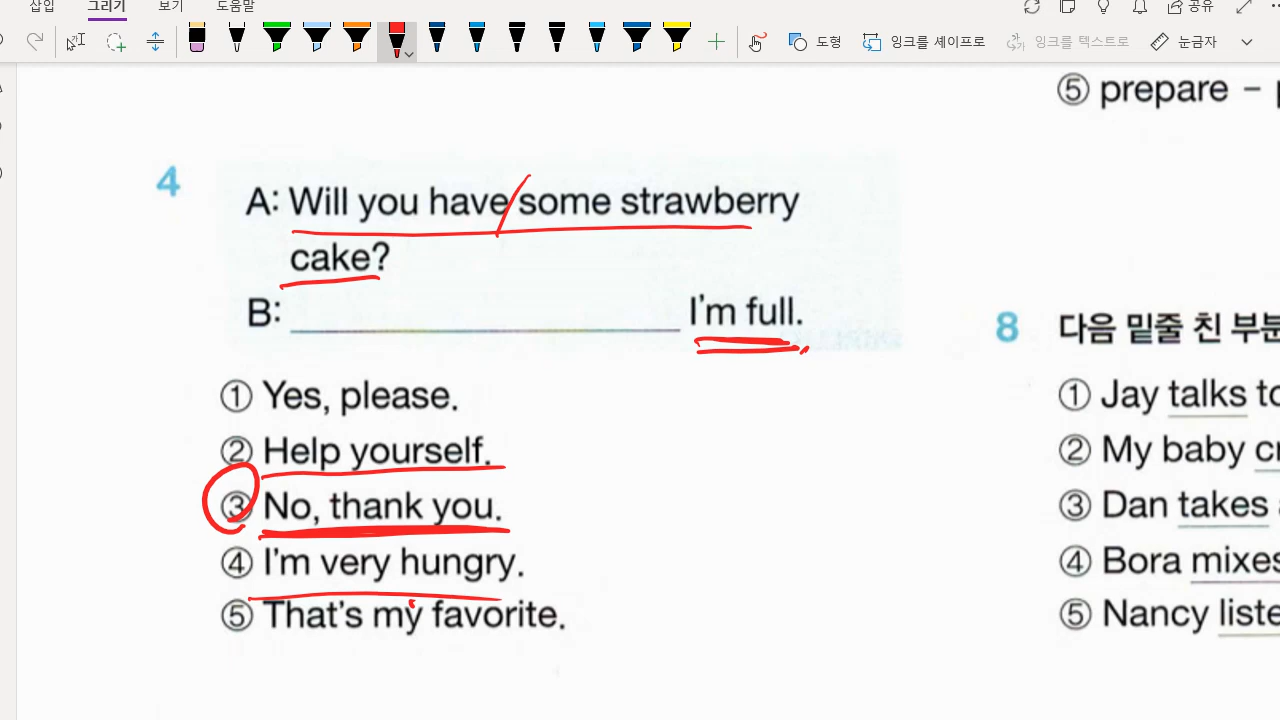 삽입 그리기 보기 도움말 공유
도형 잉크를 셰이프로 잉크를 텍스트로 눈금자
⑤ prepare –
4
A: Will you have some strawberry
cake?
B: I'm full.
① Yes, please.
② Help yourself.
③ No, thank you.
④ I'm very hungry.
⑤ That's my favorite.
8 다음 밑줄 친 부분
① Jay talks to
② My baby
③ Dan takes
④ Bora mixes
⑤ Nancy